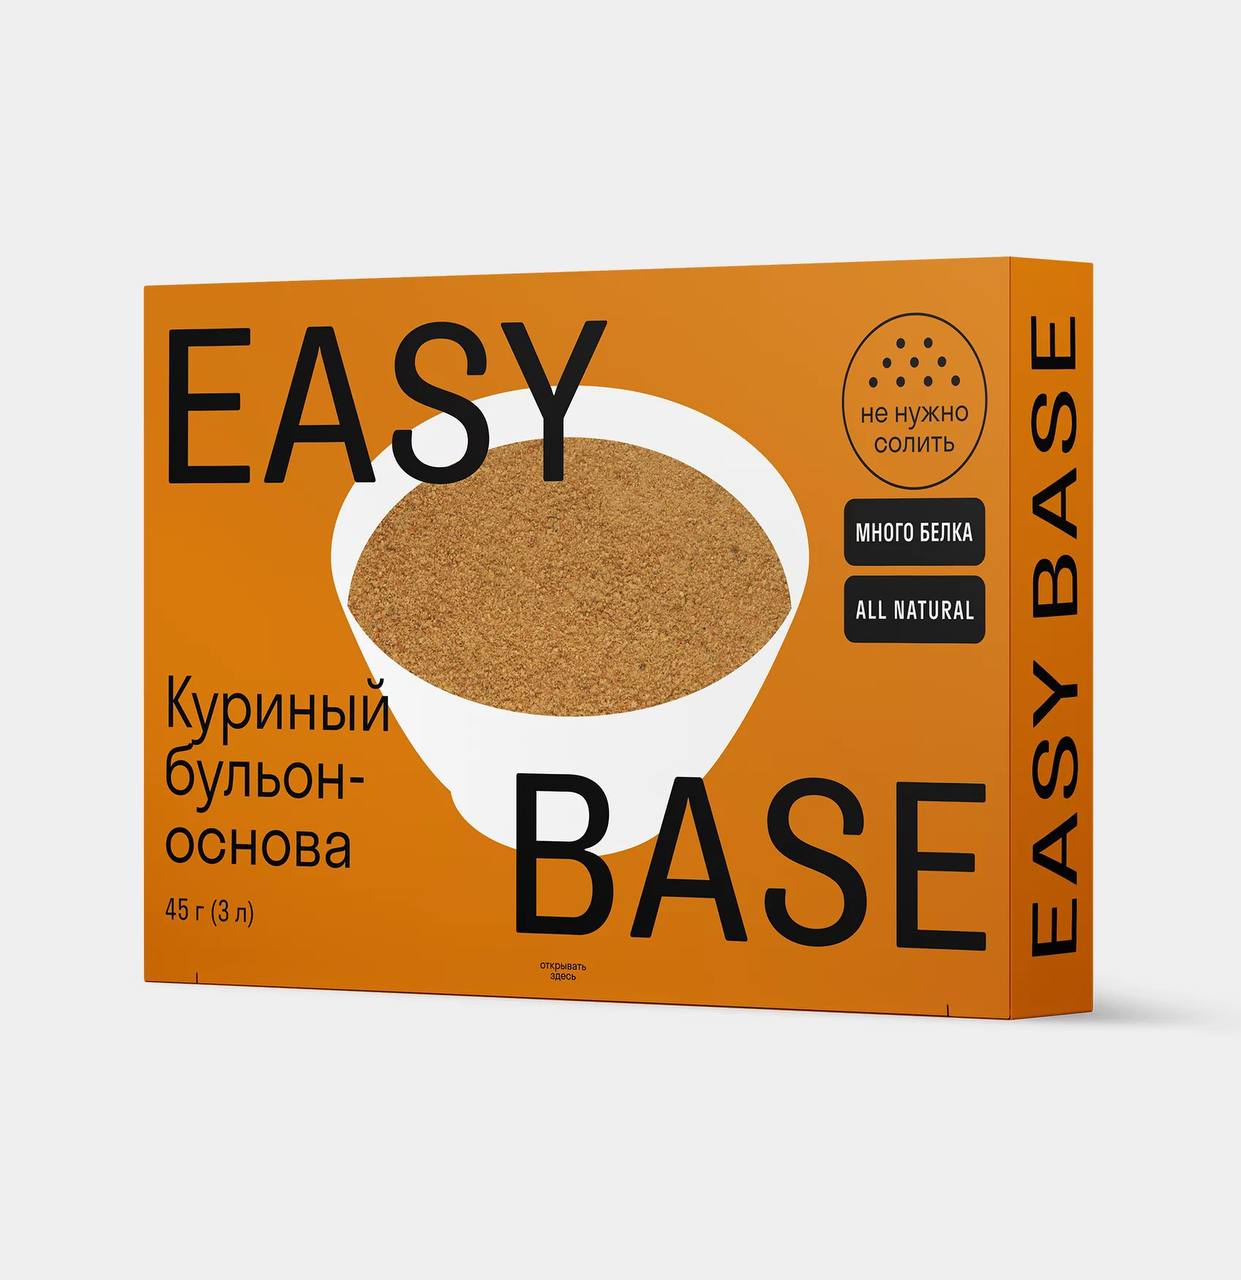 EASY
не нужно
солить
МНОГО БЕЛКА
ALL NATURAL
Куриный
бульон-
основа
45 г (3 л)
BASE
открывать
здесь
EASY BASE